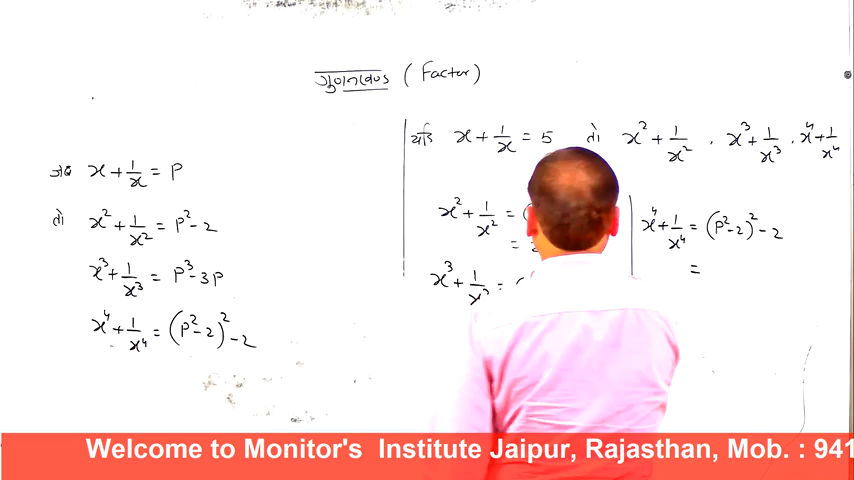 गुणनखण्ड (Factor)
जब x + 1/x = P
तो x² + 1/x² = P² - 2
x³ + 1/x³ = P³ - 3P
x⁴ + 1/x⁴ = (P² - 2)² - 2
यदि x + 1/x = 5 तो x² + 1/x² , x³ + 1/x³ , x⁴ + 1/x⁴
x² + 1/x² = (
=
x³ + 1/x³ = (
x⁴ + 1/x⁴ = (P² - 2)² - 2
=
Welcome to Monitor's Institute Jaipur, Rajasthan, Mob. : 941